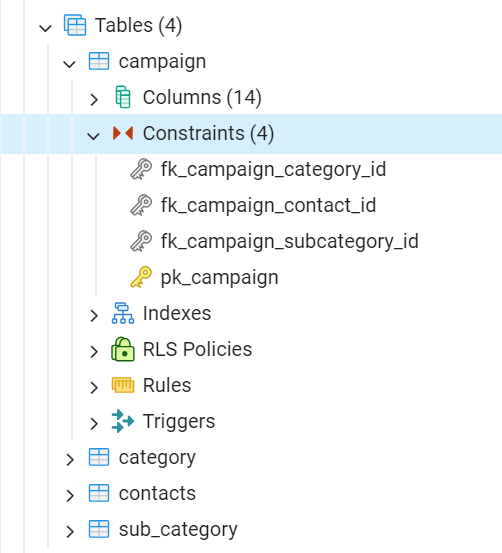 Tables (4)
campaign
Columns (14)
Constraints (4)
fk_campaign_category_id
fk_campaign_contact_id
fk_campaign_subcategory_id
pk_campaign
Indexes
RLS Policies
Rules
Triggers
category
contacts
sub_category